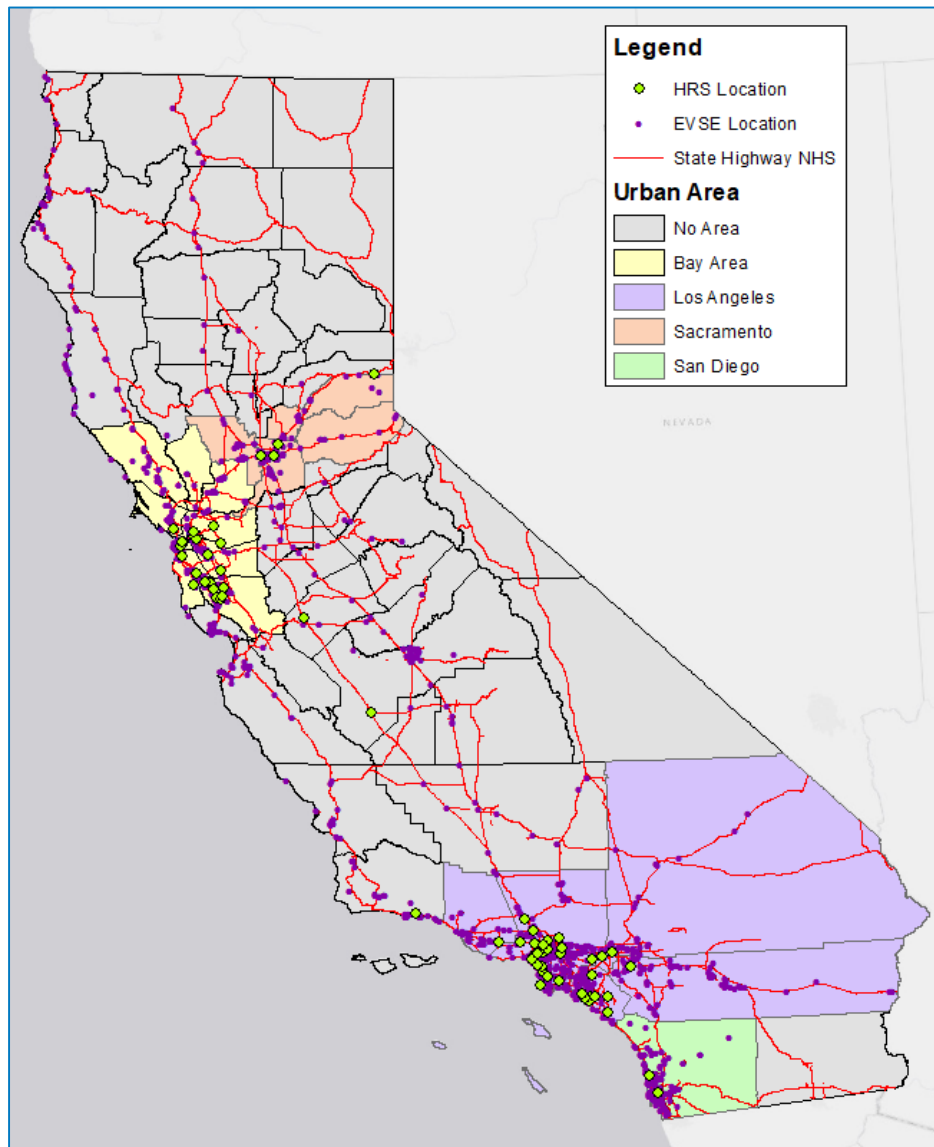 Legend
HRS Location
EVSE Location
State Highway NHS
Urban Area
No Area
Bay Area
Los Angeles
Sacramento
San Diego
NEVADA